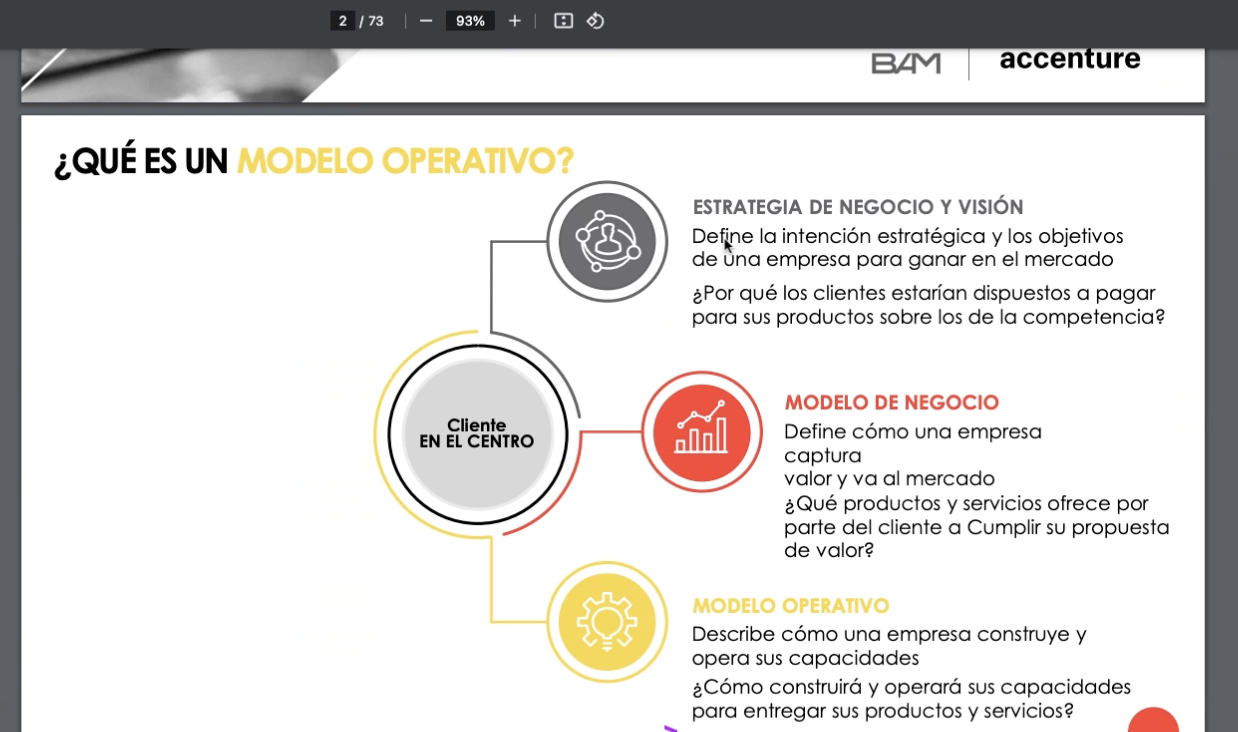 2 / 73
93%
BAM
accenture
¿QUÉ ES UN MODELO OPERATIVO?
ESTRATEGIA DE NEGOCIO Y VISIÓN
Define la intención estratégica y los objetivos
de una empresa para ganar en el mercado
¿Por qué los clientes estarían dispuestos a pagar
para sus productos sobre los de la competencia?
Cliente
EN EL CENTRO
MODELO DE NEGOCIO
Define cómo una empresa
captura
valor y va al mercado
¿Qué productos y servicios ofrece por
parte del cliente a Cumplir su propuesta
de valor?
MODELO OPERATIVO
Describe cómo una empresa construye y
opera sus capacidades
¿Cómo construirá y operará sus capacidades
para entregar sus productos y servicios?